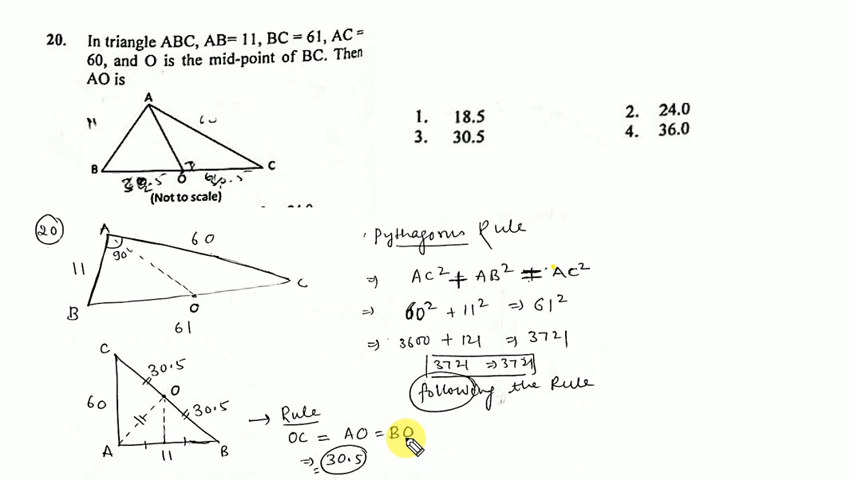 20. In triangle ABC, AB= 11, BC = 61, AC =
60, and O is the mid-point of BC. Then
AO is
A
11
60
B
O
C
(Not to scale)
1. 18.5
2. 24.0
3. 30.5
4. 36.0
20
A
60
90°
11
B
O
C
61
Pythagorus Rule
⇒ AC² + AB² = AC²
⇒ 60² + 11² ⇒ 61²
⇒ 3600 + 121 ⇒ 3721
3721 ⇒ 3721
following the Rule
C
30.5
O
60
30.5
A
11
B
→ Rule
OC = AO = BO
⇒ 30.5